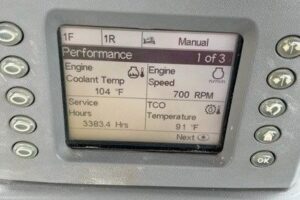 1F 1R Manual
Performance 1 of 3
Engine Engine
Coolant Temp Speed
104 °F 700 RPM
Service TCO
Hours Temperature
3383.4 Hrs 91 °F
Next
OK